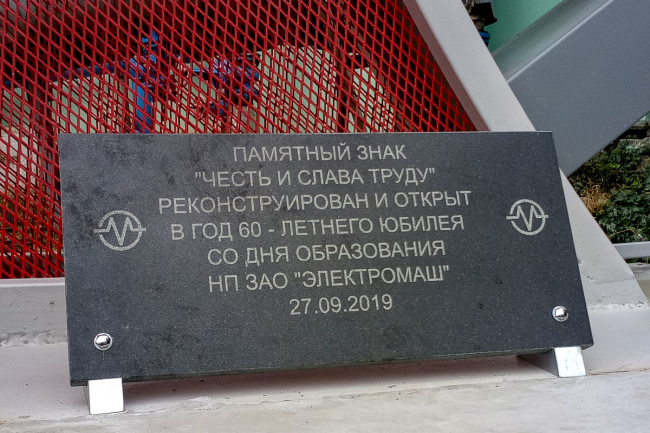 ПАМЯТНЫЙ ЗНАК
"ЧЕСТЬ И СЛАВА ТРУДУ"
РЕКОНСТРУИРОВАН И ОТКРЫТ
В ГОД 60 - ЛЕТНЕГО ЮБИЛЕЯ
СО ДНЯ ОБРАЗОВАНИЯ
НП ЗАО "ЭЛЕКТРОМАШ"
27.09.2019